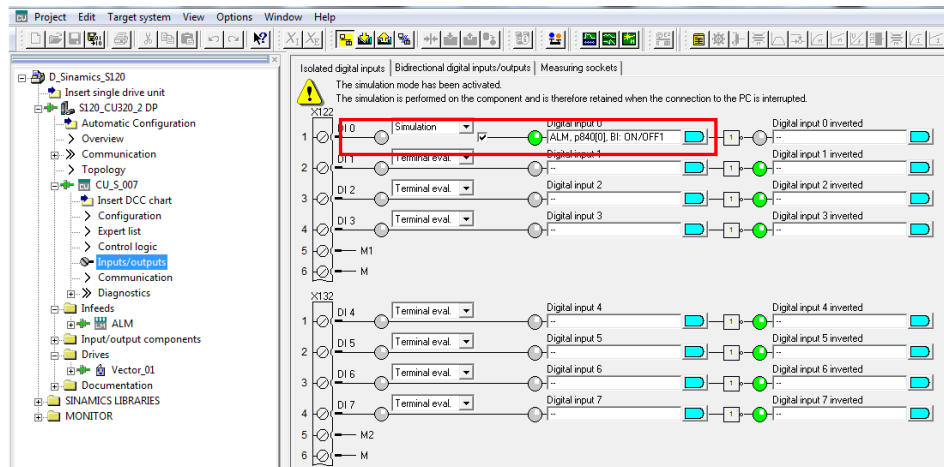 Project Edit Target system View Options Window Help
D_Sinamics_S120
Insert single drive unit
S120_CU320_2 DP
Automatic Configuration
Overview
Communication
Topology
CU_S_007
Insert DCC chart
Configuration
Expert list
Control logic
Inputs/outputs
Communication
Diagnostics
Infeeds
ALM
Input/output components
Drives
Vector_01
Documentation
SINAMICS LIBRARIES
MONITOR
Isolated digital inputs Bidirectional digital inputs/outputs Measuring sockets
The simulation mode has been activated.
The simulation is performed on the component and is therefore retained when the connection to the PC is interrupted.
X122
Digital input 0 Digital input 0 inverted
1 DI 0 Simulation ALM, p840[0], BI: ON/OFF1 1 --
Digital input 1 Digital input 1 inverted
2 DI 1 Terminal eval. -- 1 --
Digital input 2 Digital input 2 inverted
3 DI 2 Terminal eval. -- 1 --
Digital input 3 Digital input 3 inverted
4 DI 3 Terminal eval. -- 1 --
5 M1
6 M
X132
Digital input 4 Digital input 4 inverted
1 DI 4 Terminal eval. -- 1 --
Digital input 5 Digital input 5 inverted
2 DI 5 Terminal eval. -- 1 --
Digital input 6 Digital input 6 inverted
3 DI 6 Terminal eval. -- 1 --
Digital input 7 Digital input 7 inverted
4 DI 7 Terminal eval. -- 1 --
5 M2
6 M